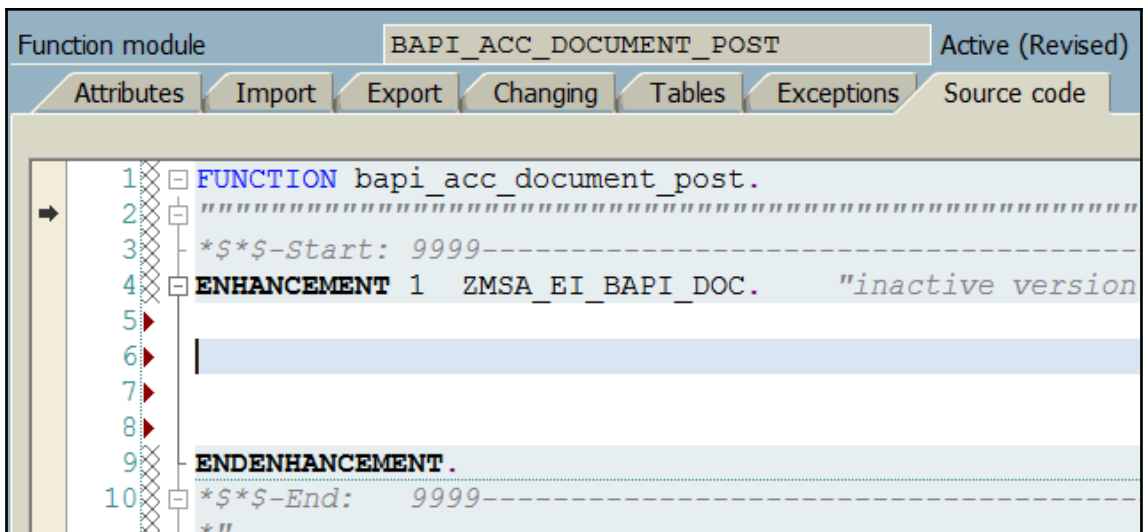 Function module BAPI_ACC_DOCUMENT_POST Active (Revised)
Attributes Import Export Changing Tables Exceptions Source code
1 FUNCTION bapi_acc_document_post.
2 """""""""""""""""""""""""""""""""""""""""""""""""""""
3 *$*$-Start: 9999-------------------------------------
4 ENHANCEMENT 1  ZMSA_EI_BAPI_DOC.    "inactive version
5
6
7
8
9 ENDENHANCEMENT.
10 *$*$-End:   9999-------------------------------------
*"